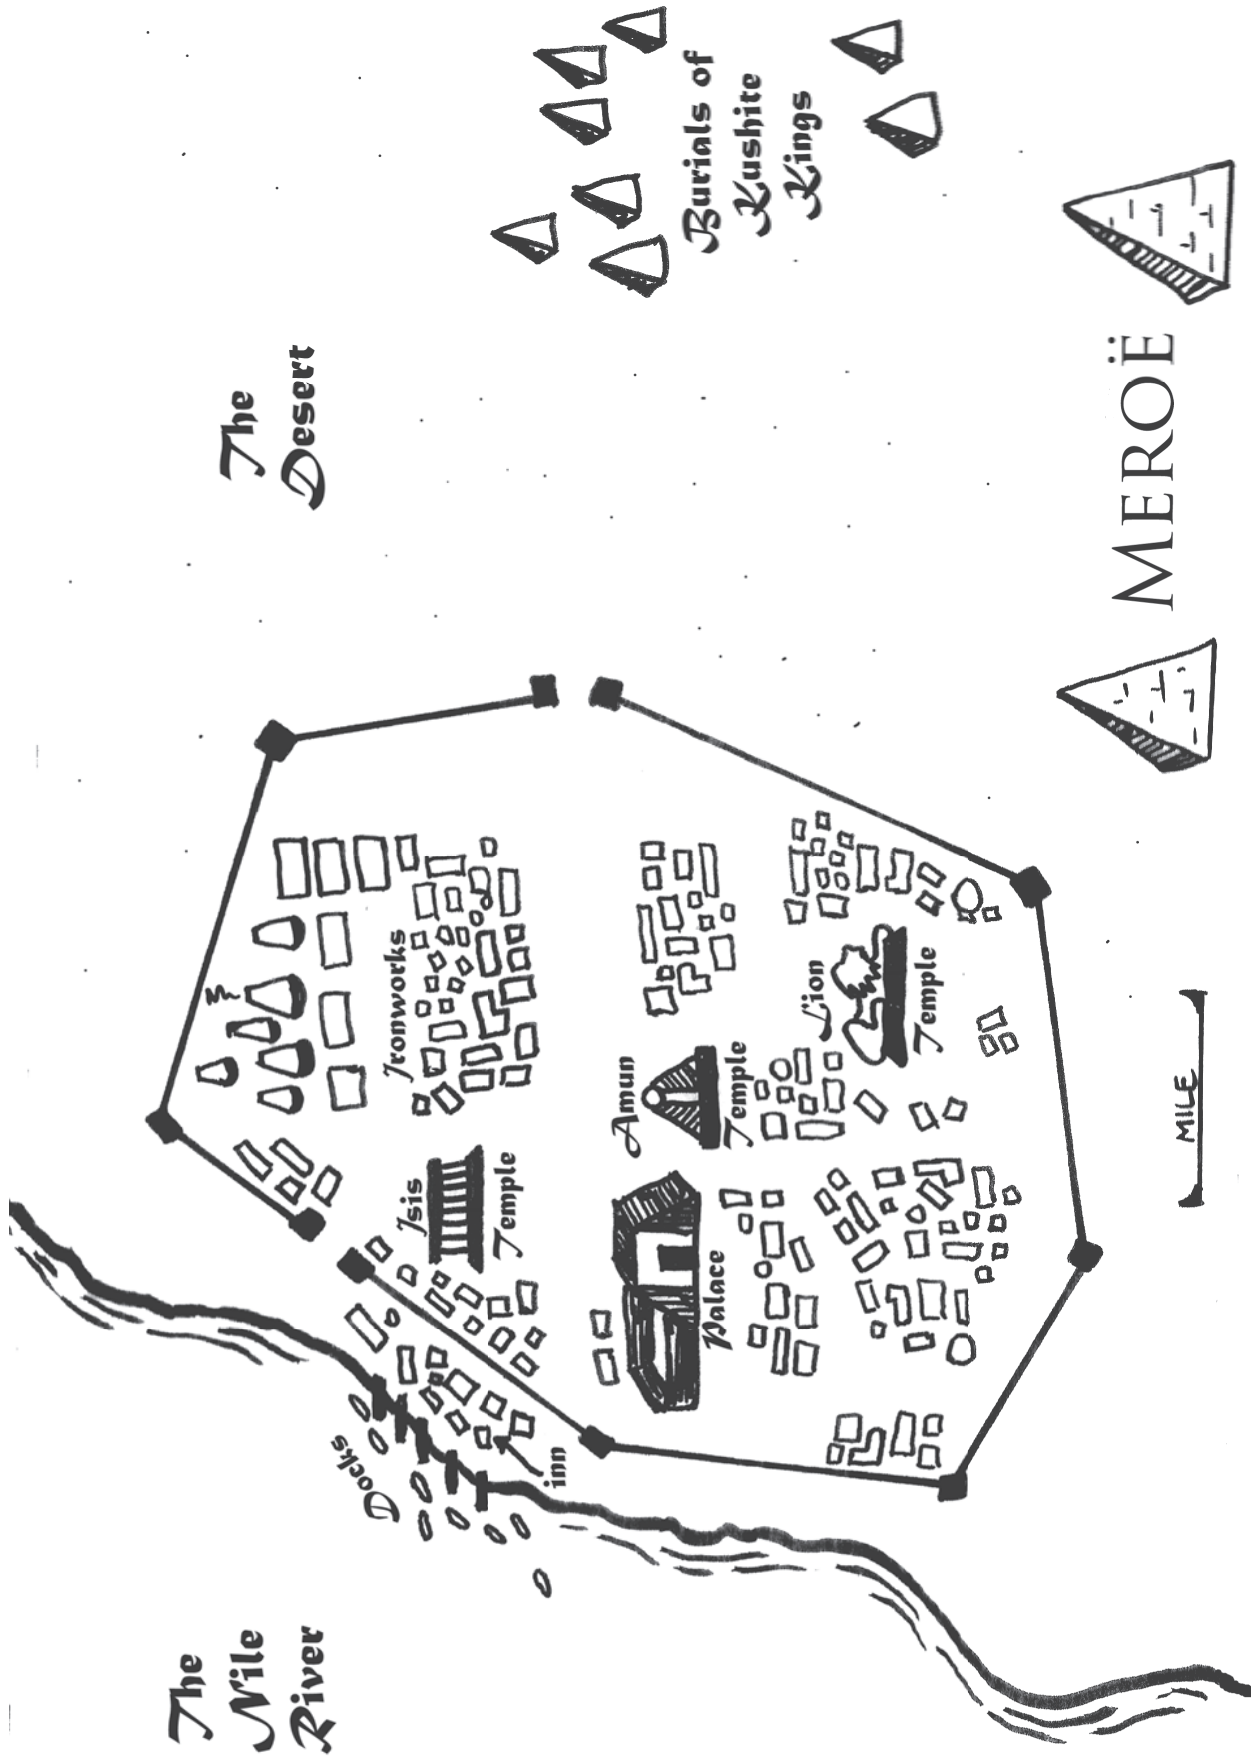 The
Nile
River
The
Desert
Docks
inn
Isis
Temple
Ironworks
Palace
Amun
Temple
Lion
Temple
Burials of
Kushite
Kings
MILE
MEROË